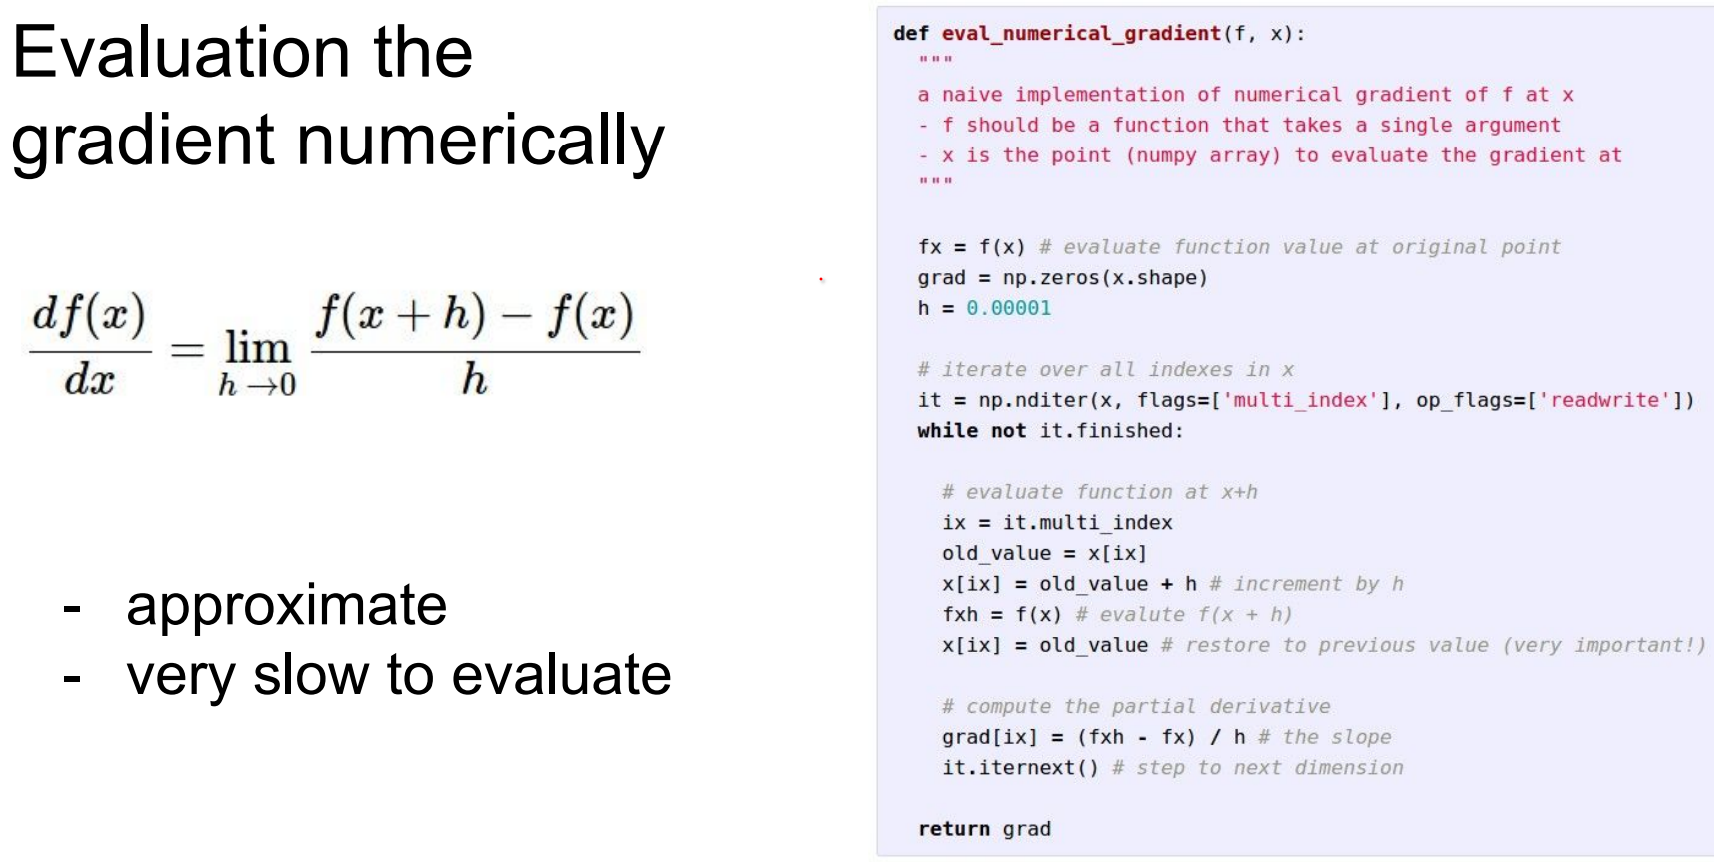 Evaluation the
gradient numerically
df(x)/dx = lim h→0 f(x + h) − f(x)/h
- approximate
- very slow to evaluate
def eval_numerical_gradient(f, x):
"""
a naive implementation of numerical gradient of f at x
- f should be a function that takes a single argument
- x is the point (numpy array) to evaluate the gradient at
"""
fx = f(x) # evaluate function value at original point
grad = np.zeros(x.shape)
h = 0.00001
# iterate over all indexes in x
it = np.nditer(x, flags=['multi_index'], op_flags=['readwrite'])
while not it.finished:
# evaluate function at x+h
ix = it.multi_index
old_value = x[ix]
x[ix] = old_value + h # increment by h
fxh = f(x) # evalute f(x + h)
x[ix] = old_value # restore to previous value (very important!)
# compute the partial derivative
grad[ix] = (fxh - fx) / h # the slope
it.iternext() # step to next dimension
return grad